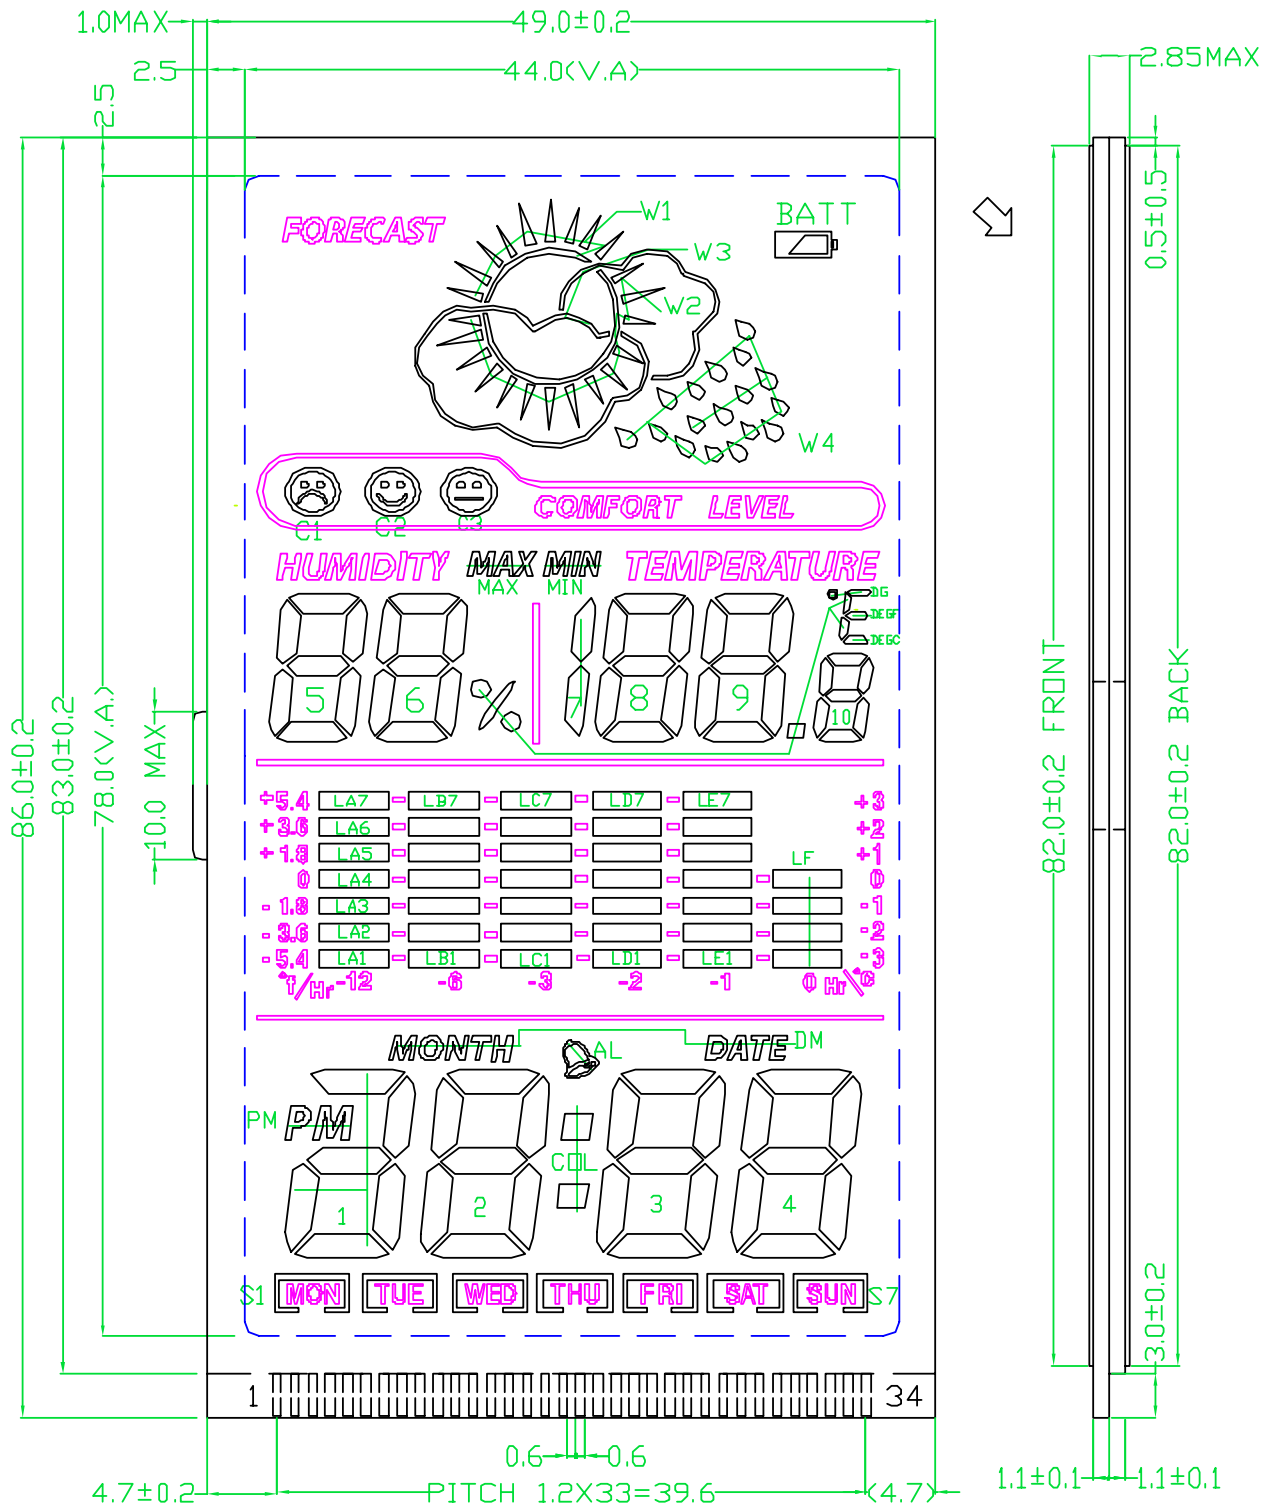 1.0MAX 49.0±0.2
2.5 44.0(V.A) 2.85MAX
2.5
FORECAST W1 BATT
W3
W2
W4
0.5±0.5
COMFORT LEVEL
C1 C2 C3
HUMIDITY MAX MIN TEMPERATURE
MAX MIN
DG
DEGF
DEGC
5 6 % 7 8 9 10
86.0±0.2
83.0±0.2
78.0(V.A.)
10.0 MAX
82.0±0.2 FRONT
82.0±0.2 BACK
+5.4 LA7 LB7 LC7 LD7 LE7 +3
+3.6 LA6 +2
+1.8 LA5 +1
LF
0 LA4 0
-1.8 LA3 -1
-3.6 LA2 -2
-5.4 LA1 LB1 LC1 LD1 LE1 -3
°f/Hr -12 -6 -3 -2 -1 0 Hr\°C
MONTH AL DATE DM
PM PM
COL
1 2 3 4
S1 MON TUE WED THU FRI SAT SUN S7
3.0±0.2
1 34
0.6 0.6
4.7±0.2 PITCH 1.2X33=39.6 (4.7)
1.1±0.1 1.1±0.1